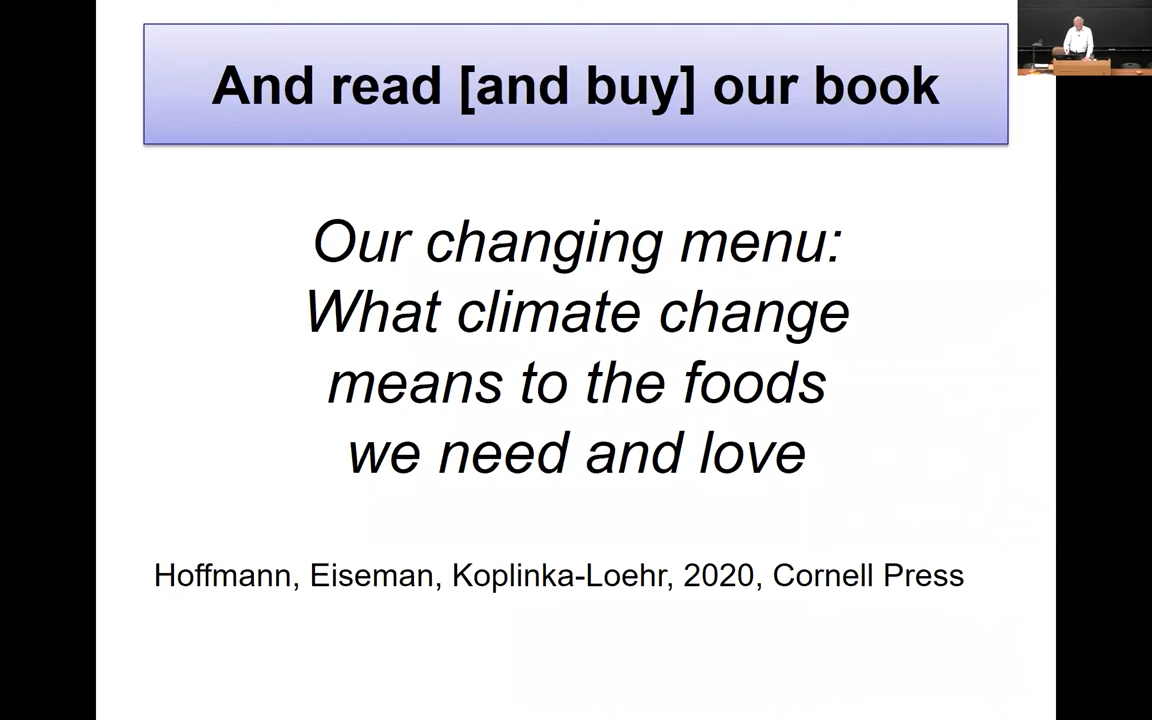 And read [and buy] our book
Our changing menu:
What climate change
means to the foods
we need and love
Hoffmann, Eiseman, Koplinka-Loehr, 2020, Cornell Press